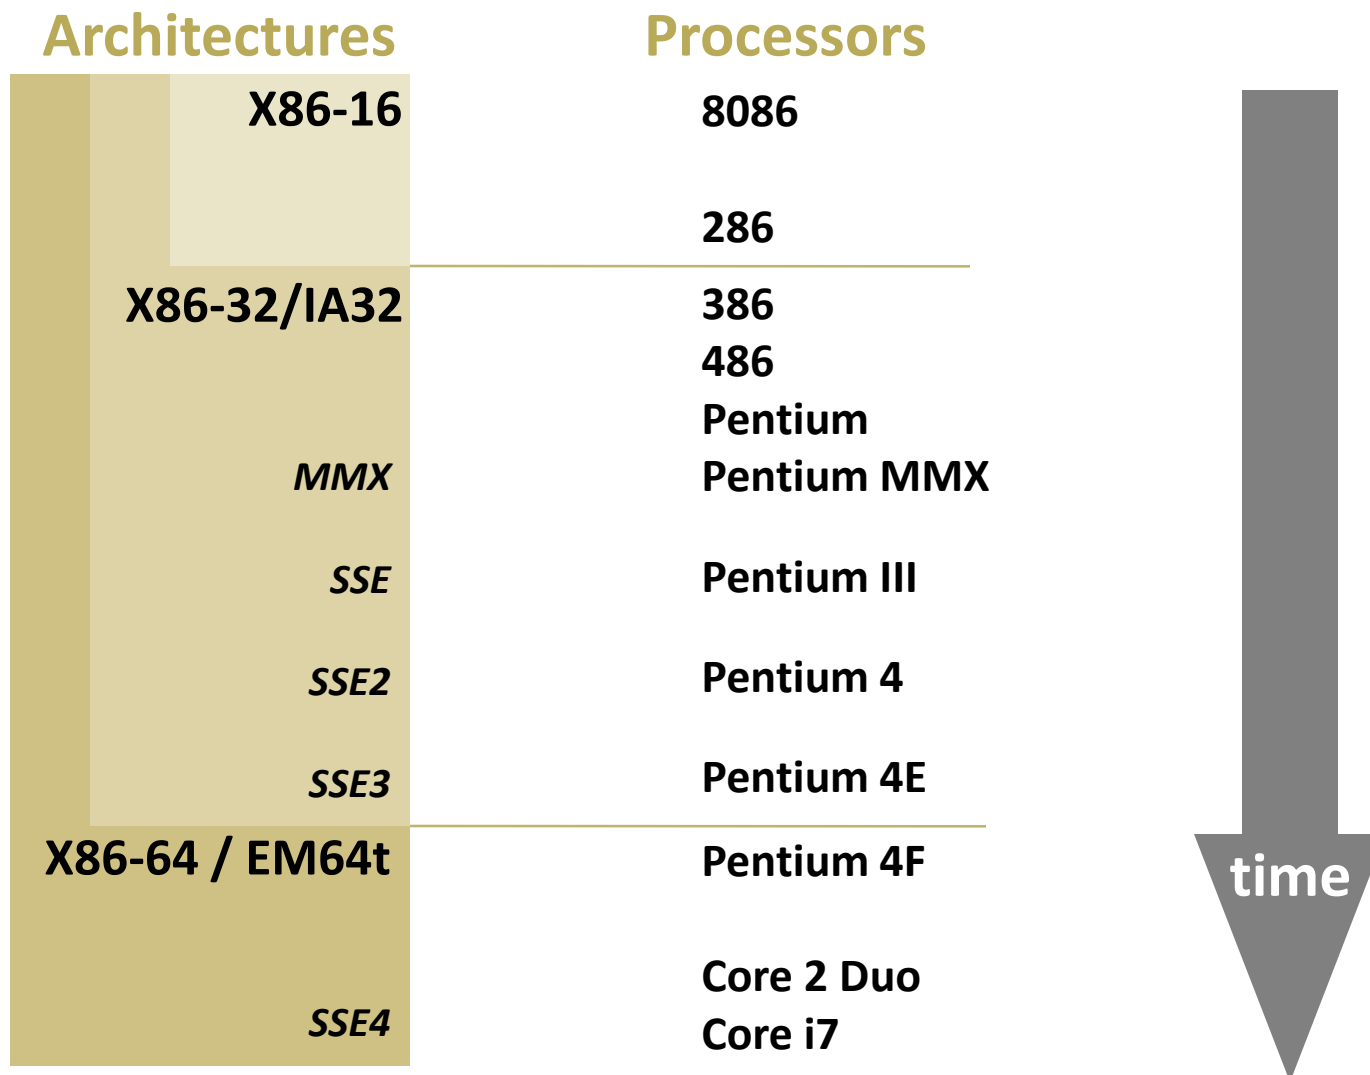 Architectures Processors
X86-16 8086
286
X86-32/IA32 386
486
Pentium
MMX Pentium MMX
SSE Pentium III
SSE2 Pentium 4
SSE3 Pentium 4E
X86-64 / EM64t Pentium 4F
time
Core 2 Duo
SSE4 Core i7